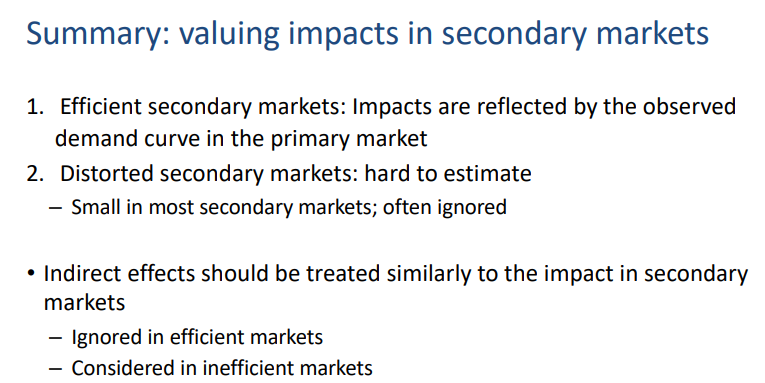 Summary: valuing impacts in secondary markets
1. Efficient secondary markets: Impacts are reflected by the observed
demand curve in the primary market
2. Distorted secondary markets: hard to estimate
– Small in most secondary markets; often ignored
• Indirect effects should be treated similarly to the impact in secondary
markets
– Ignored in efficient markets
– Considered in inefficient markets